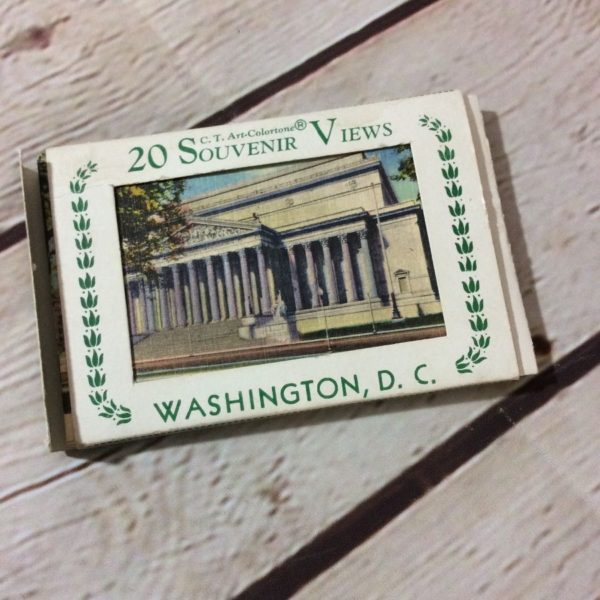 C. T. Art-Colortone®
20 SOUVENIR VIEWS
WASHINGTON, D. C.